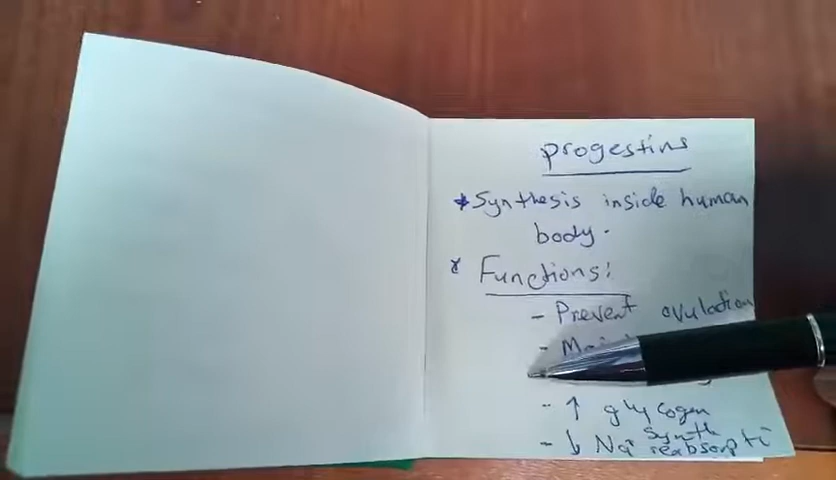 progestins
* Synthesis inside human
body.
* Functions:
- Prevent ovulation
-
- ↑ glycogen
synth
- ↓ Na+ reabsorpti